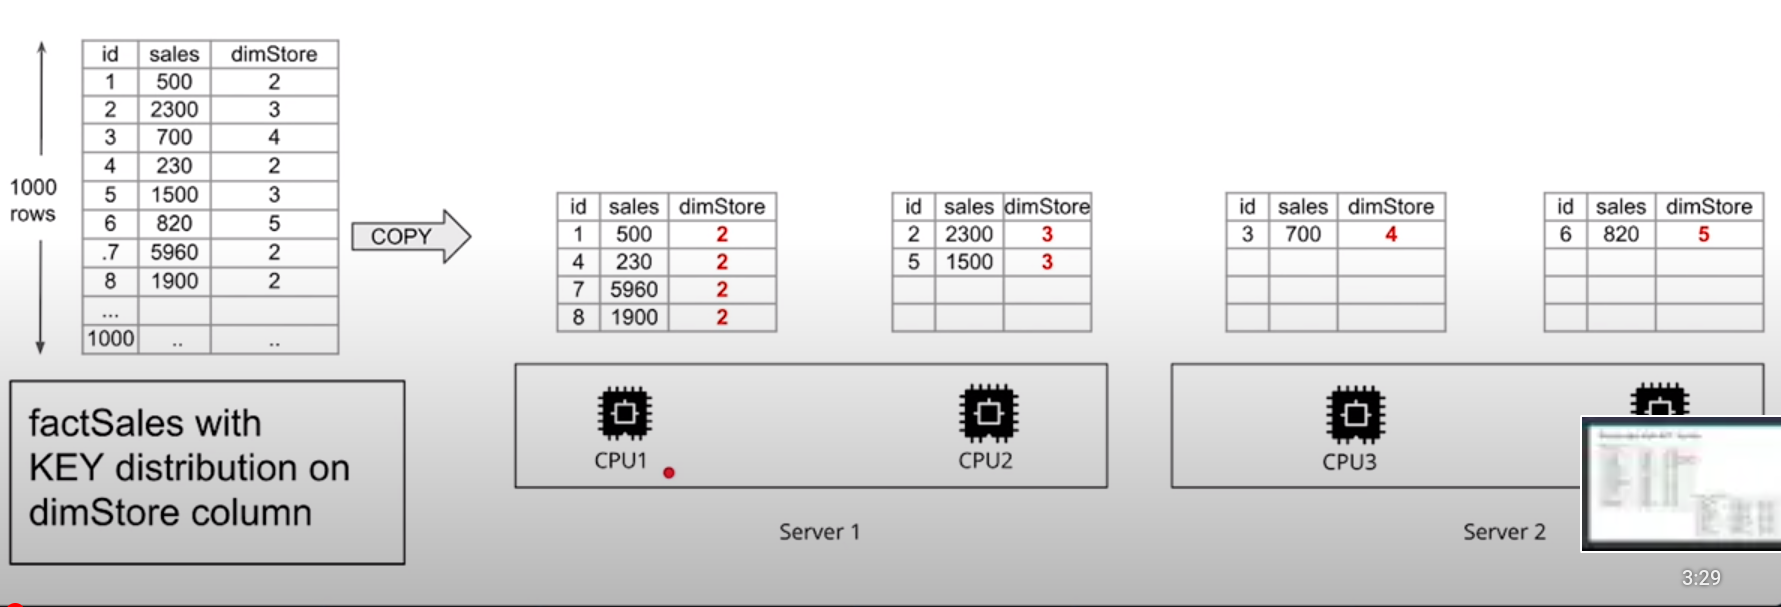 id sales dimStore
1 500 2
2 2300 3
3 700 4
4 230 2
5 1500 3
6 820 5
.7 5960 2
8 1900 2
...
1000 .. ..
1000
rows
COPY
id sales dimStore
1 500 2
4 230 2
7 5960 2
8 1900 2
id sales dimStore
2 2300 3
5 1500 3
id sales dimStore
3 700 4
id sales dimStore
6 820 5
factSales with
KEY distribution on
dimStore column
CPU1
CPU2
CPU3
Server 1
Server 2
3:29